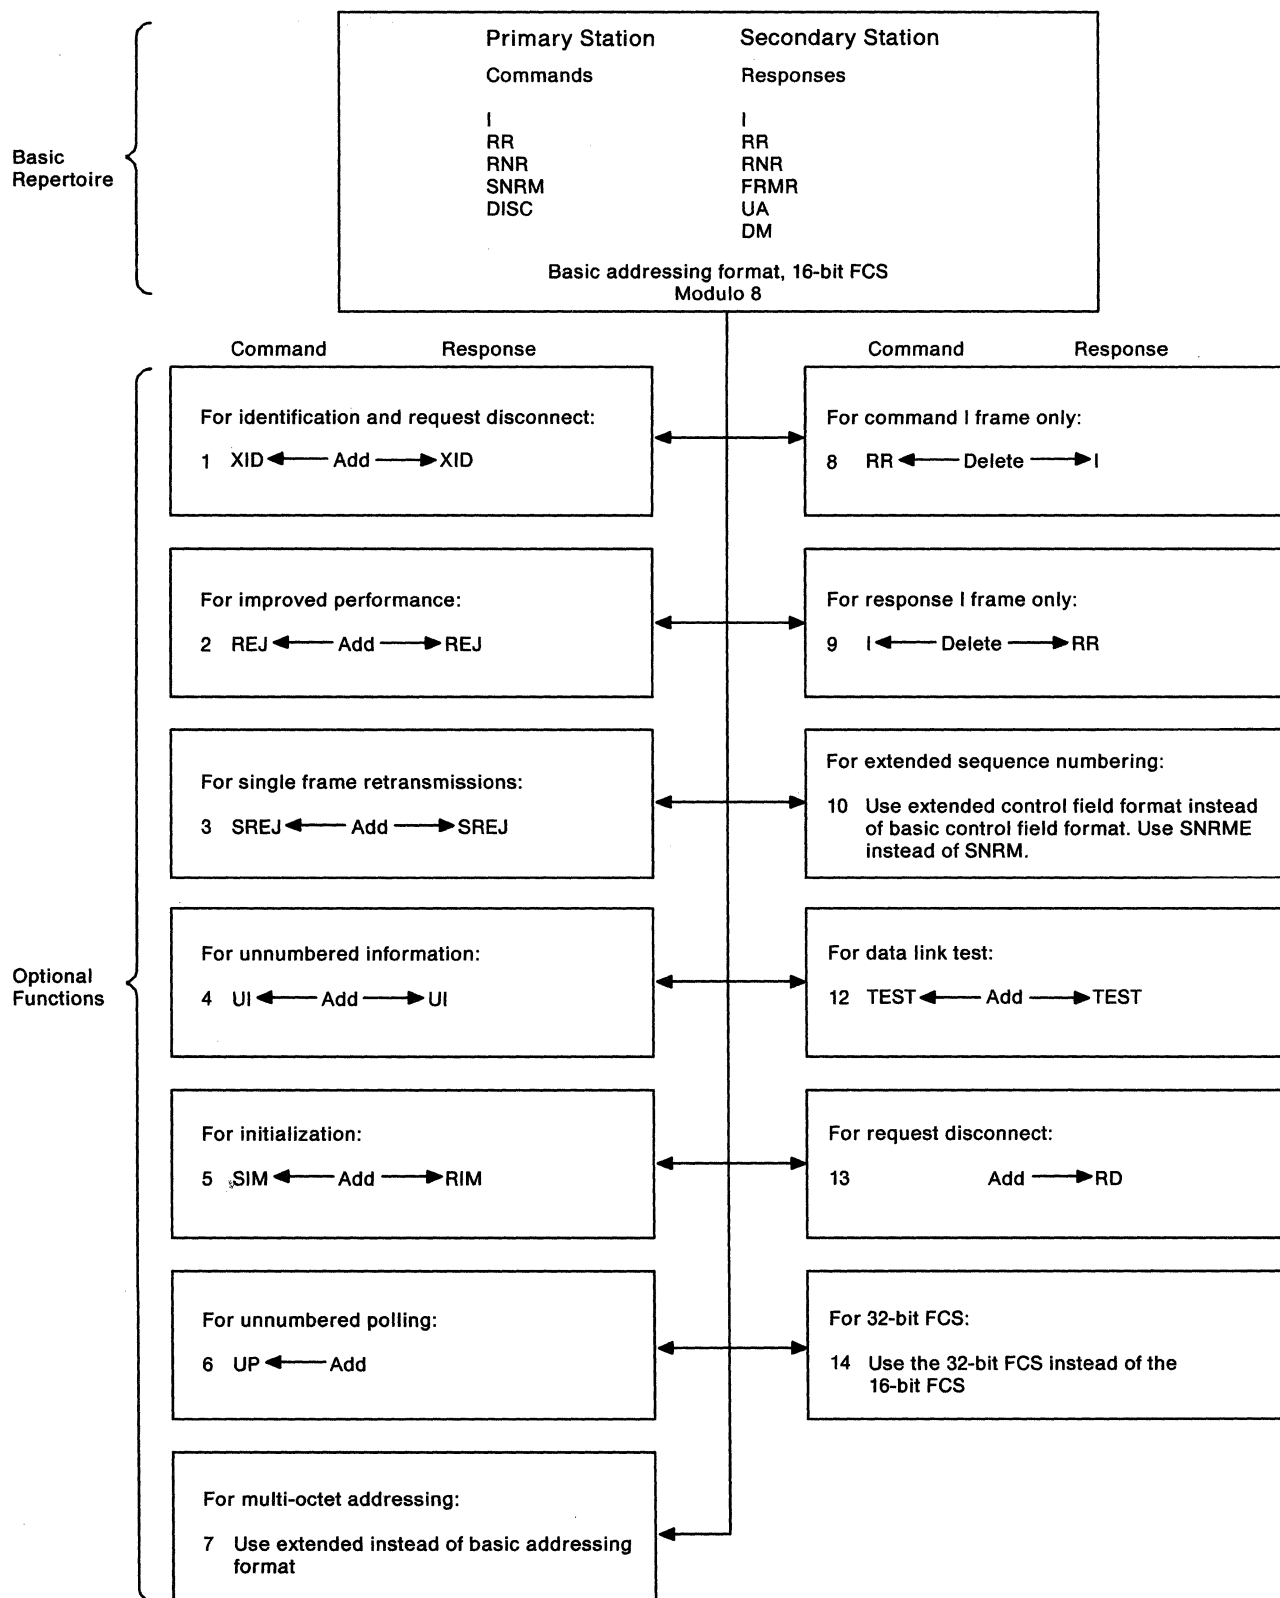 Primary Station Secondary Station
Commands Responses
I I
RR RR
RNR RNR
SNRM FRMR
DISC UA
DM
Basic addressing format, 16-bit FCS
Modulo 8
Basic
Repertoire
Command Response
For identification and request disconnect:
1 XID Add XID
For improved performance:
2 REJ Add REJ
For single frame retransmissions:
3 SREJ Add SREJ
For unnumbered information:
4 UI Add UI
For initialization:
5 SIM Add RIM
For unnumbered polling:
6 UP Add
For multi-octet addressing:
7 Use extended instead of basic addressing
format
Command Response
For command I frame only:
8 RR Delete I
For response I frame only:
9 I Delete RR
For extended sequence numbering:
10 Use extended control field format instead
of basic control field format. Use SNRME
instead of SNRM.
For data link test:
12 TEST Add TEST
For request disconnect:
13 Add RD
For 32-bit FCS:
14 Use the 32-bit FCS instead of the
16-bit FCS
Optional
Functions